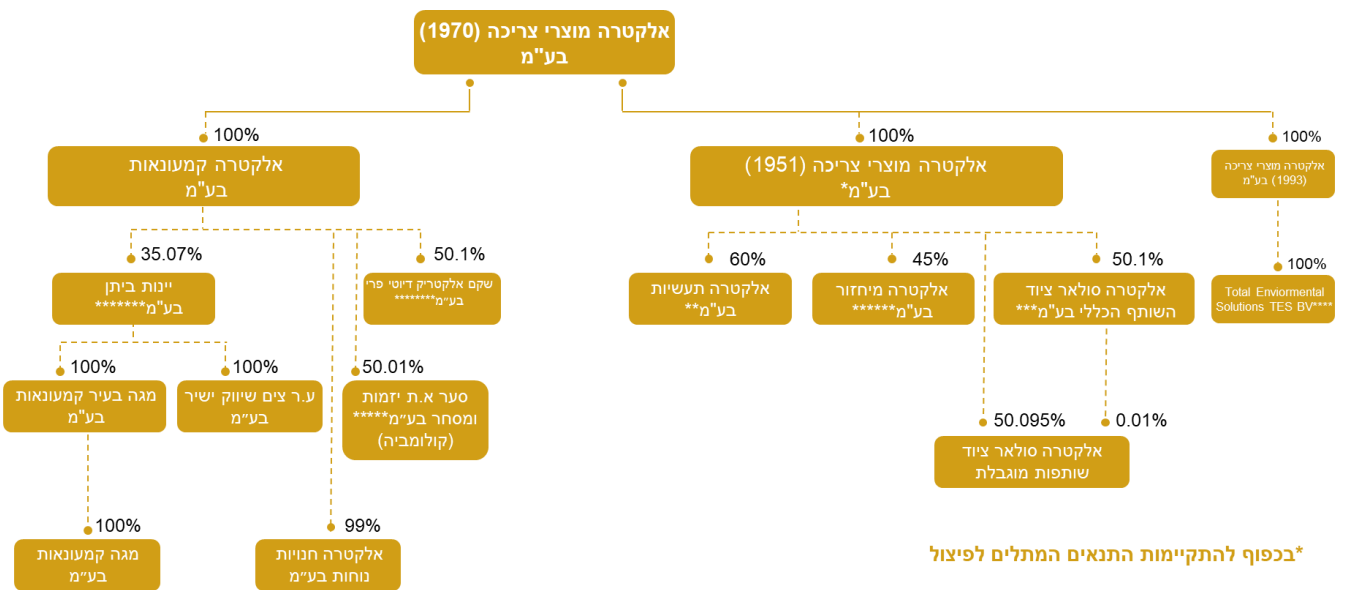 אלקטרה מוצרי צריכה (1970)
בע"מ
100%
אלקטרה קמעונאות
בע"מ
100%
אלקטרה מוצרי צריכה (1951)
בע"מ*
100%
אלקטרה מוצרי צריכה
(1993) בע"מ
35.07%
יינות ביתן
בע"מ*******
50.1%
שקם אלקטריק דיוטי פרי
בע״מ********
60%
אלקטרה תעשיות
בע"מ**
45%
אלקטרה מיחזור
בע"מ******
50.1%
אלקטרה סולאר ציוד
השותף הכללי בע"מ***
100%
Total Enviormental
Solutions TES BV****
100%
מגה בעיר קמעונאות
בע"מ
100%
ע.ר צים שיווק ישיר
בע״מ
50.01%
סער א.ת יזמות
ומסחר בע״מ*****
(קולומביה)
50.095%
0.01%
אלקטרה סולאר ציוד
שותפות מוגבלת
100%
מגה קמעונאות
בע״מ
99%
אלקטרה חנויות
נוחות בע״מ
*בכפוף להתקיימות התנאים המתלים לפיצול